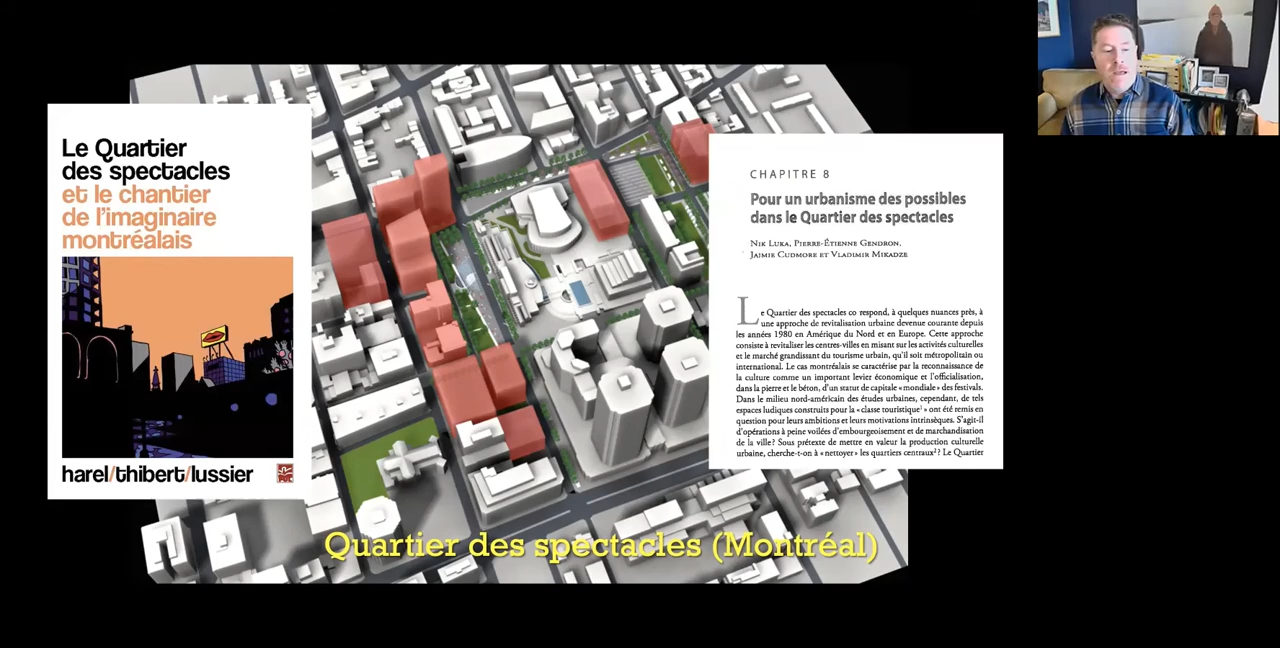 Le Quartier
des spectacles
et le chantier
de l'imaginaire
montréalais
harel/thibert/lussier
PUL
CHAPITRE 8
Pour un urbanisme des possibles
dans le Quartier des spectacles
Nik Luka, Pierre-Étienne Gendron,
Jaimie Cudmore et Vladimir Mikadze
Le Quartier des spectacles co respond, à quelques nuances près, à
une approche de revitalisation urbaine devenue courante depuis
les années 1980 en Amérique du Nord et en Europe. Cette approche
consiste à revitaliser les centres-villes en misant sur les activités culturelles
et le marché grandissant du tourisme urbain, qu'il soit métropolitain ou
international. Le cas montréalais se caractérise par la reconnaissance de
la culture comme un important levier économique et l'officialisation,
dans la pierre et le béton, d'un statut de capitale « mondiale » des festivals.
Dans le milieu nord-américain des études urbaines, cependant, de tels
espaces ludiques construits pour la « classe touristique¹ » ont été remis en
question pour leurs ambitions et leurs motivations intrinsèques. S'agit-il
d'opérations à peine voilées d'embourgeoisement et de marchandisation
de la ville ? Sous prétexte de mettre en valeur la production culturelle
urbaine, cherche-t-on à « nettoyer » les quartiers centraux² ? Le Quartier
Quartier des spectacles (Montréal)